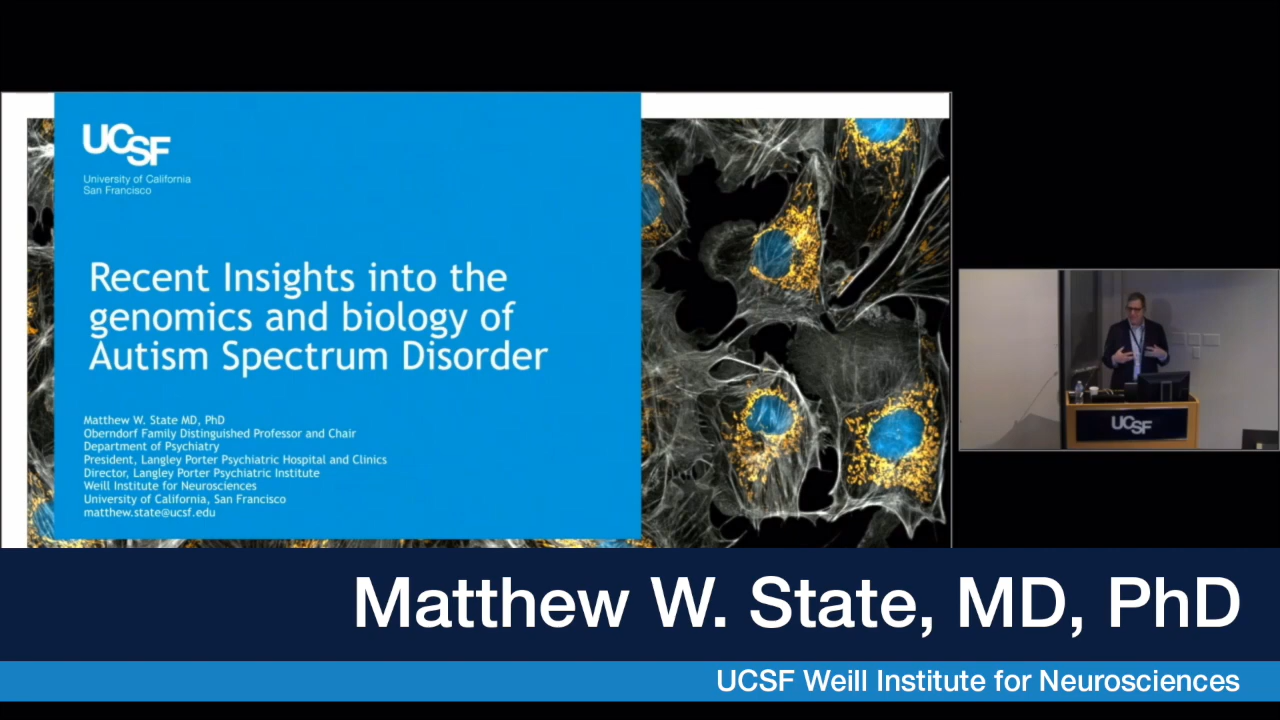 UCSF
University of California
San Francisco
Recent Insights into the
genomics and biology of
Autism Spectrum Disorder
Matthew W. State MD, PhD
Oberndorf Family Distinguished Professor and Chair
Department of Psychiatry
President, Langley Porter Psychiatric Hospital and Clinics
Director, Langley Porter Psychiatric Institute
Weill Institute for Neurosciences
University of California, San Francisco
matthew.state@ucsf.edu
UCSF
Matthew W. State, MD, PhD
UCSF Weill Institute for Neurosciences